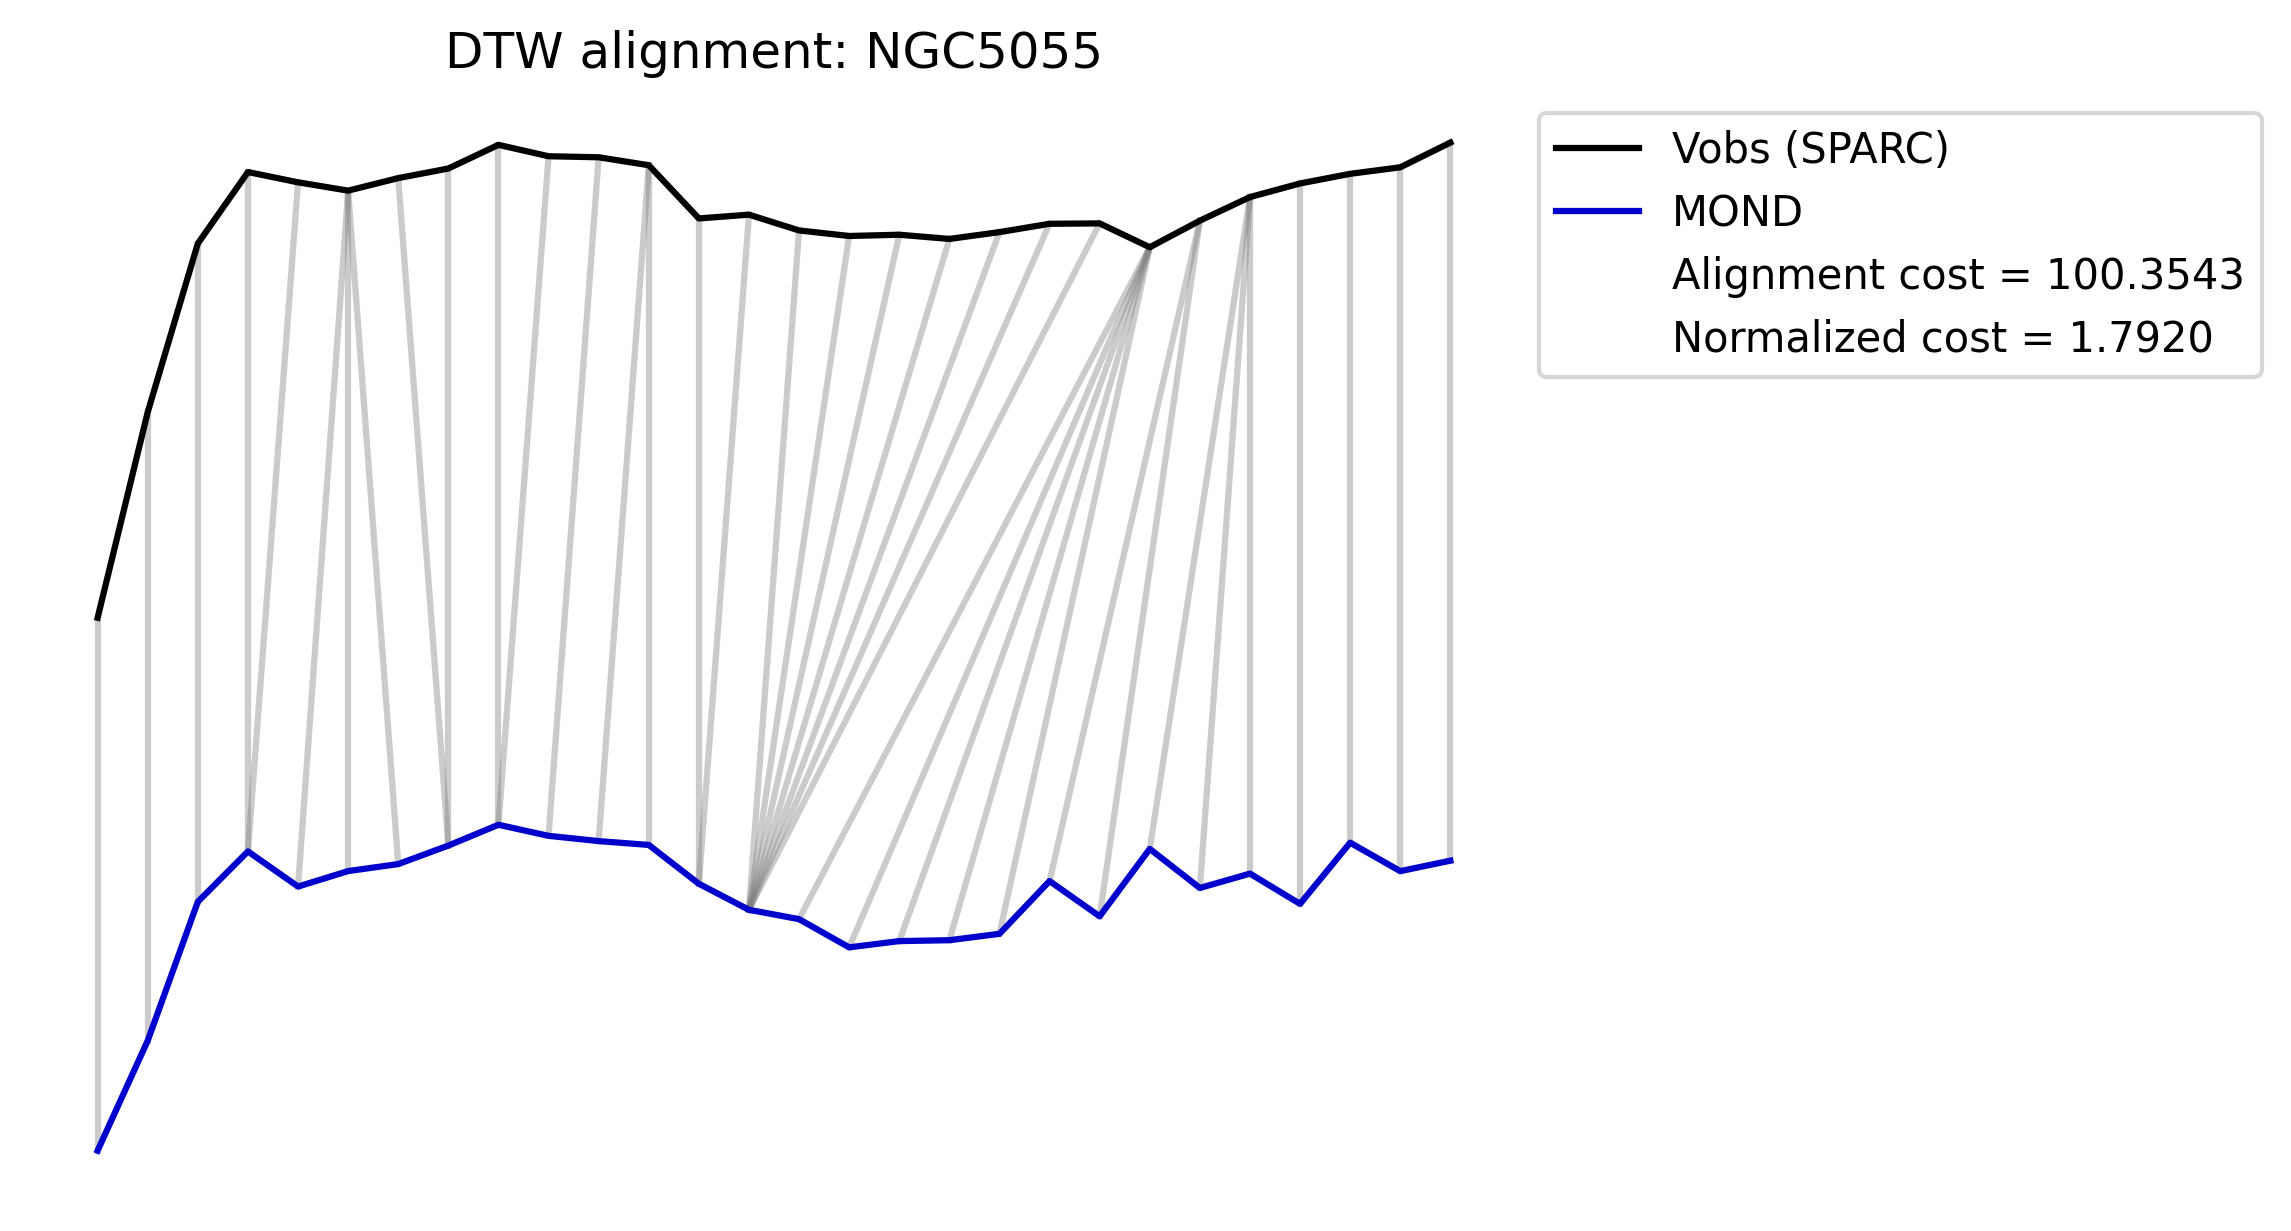 DTW alignment: NGC5055
Vobs (SPARC)
MOND
Alignment cost = 100.3543
Normalized cost = 1.7920